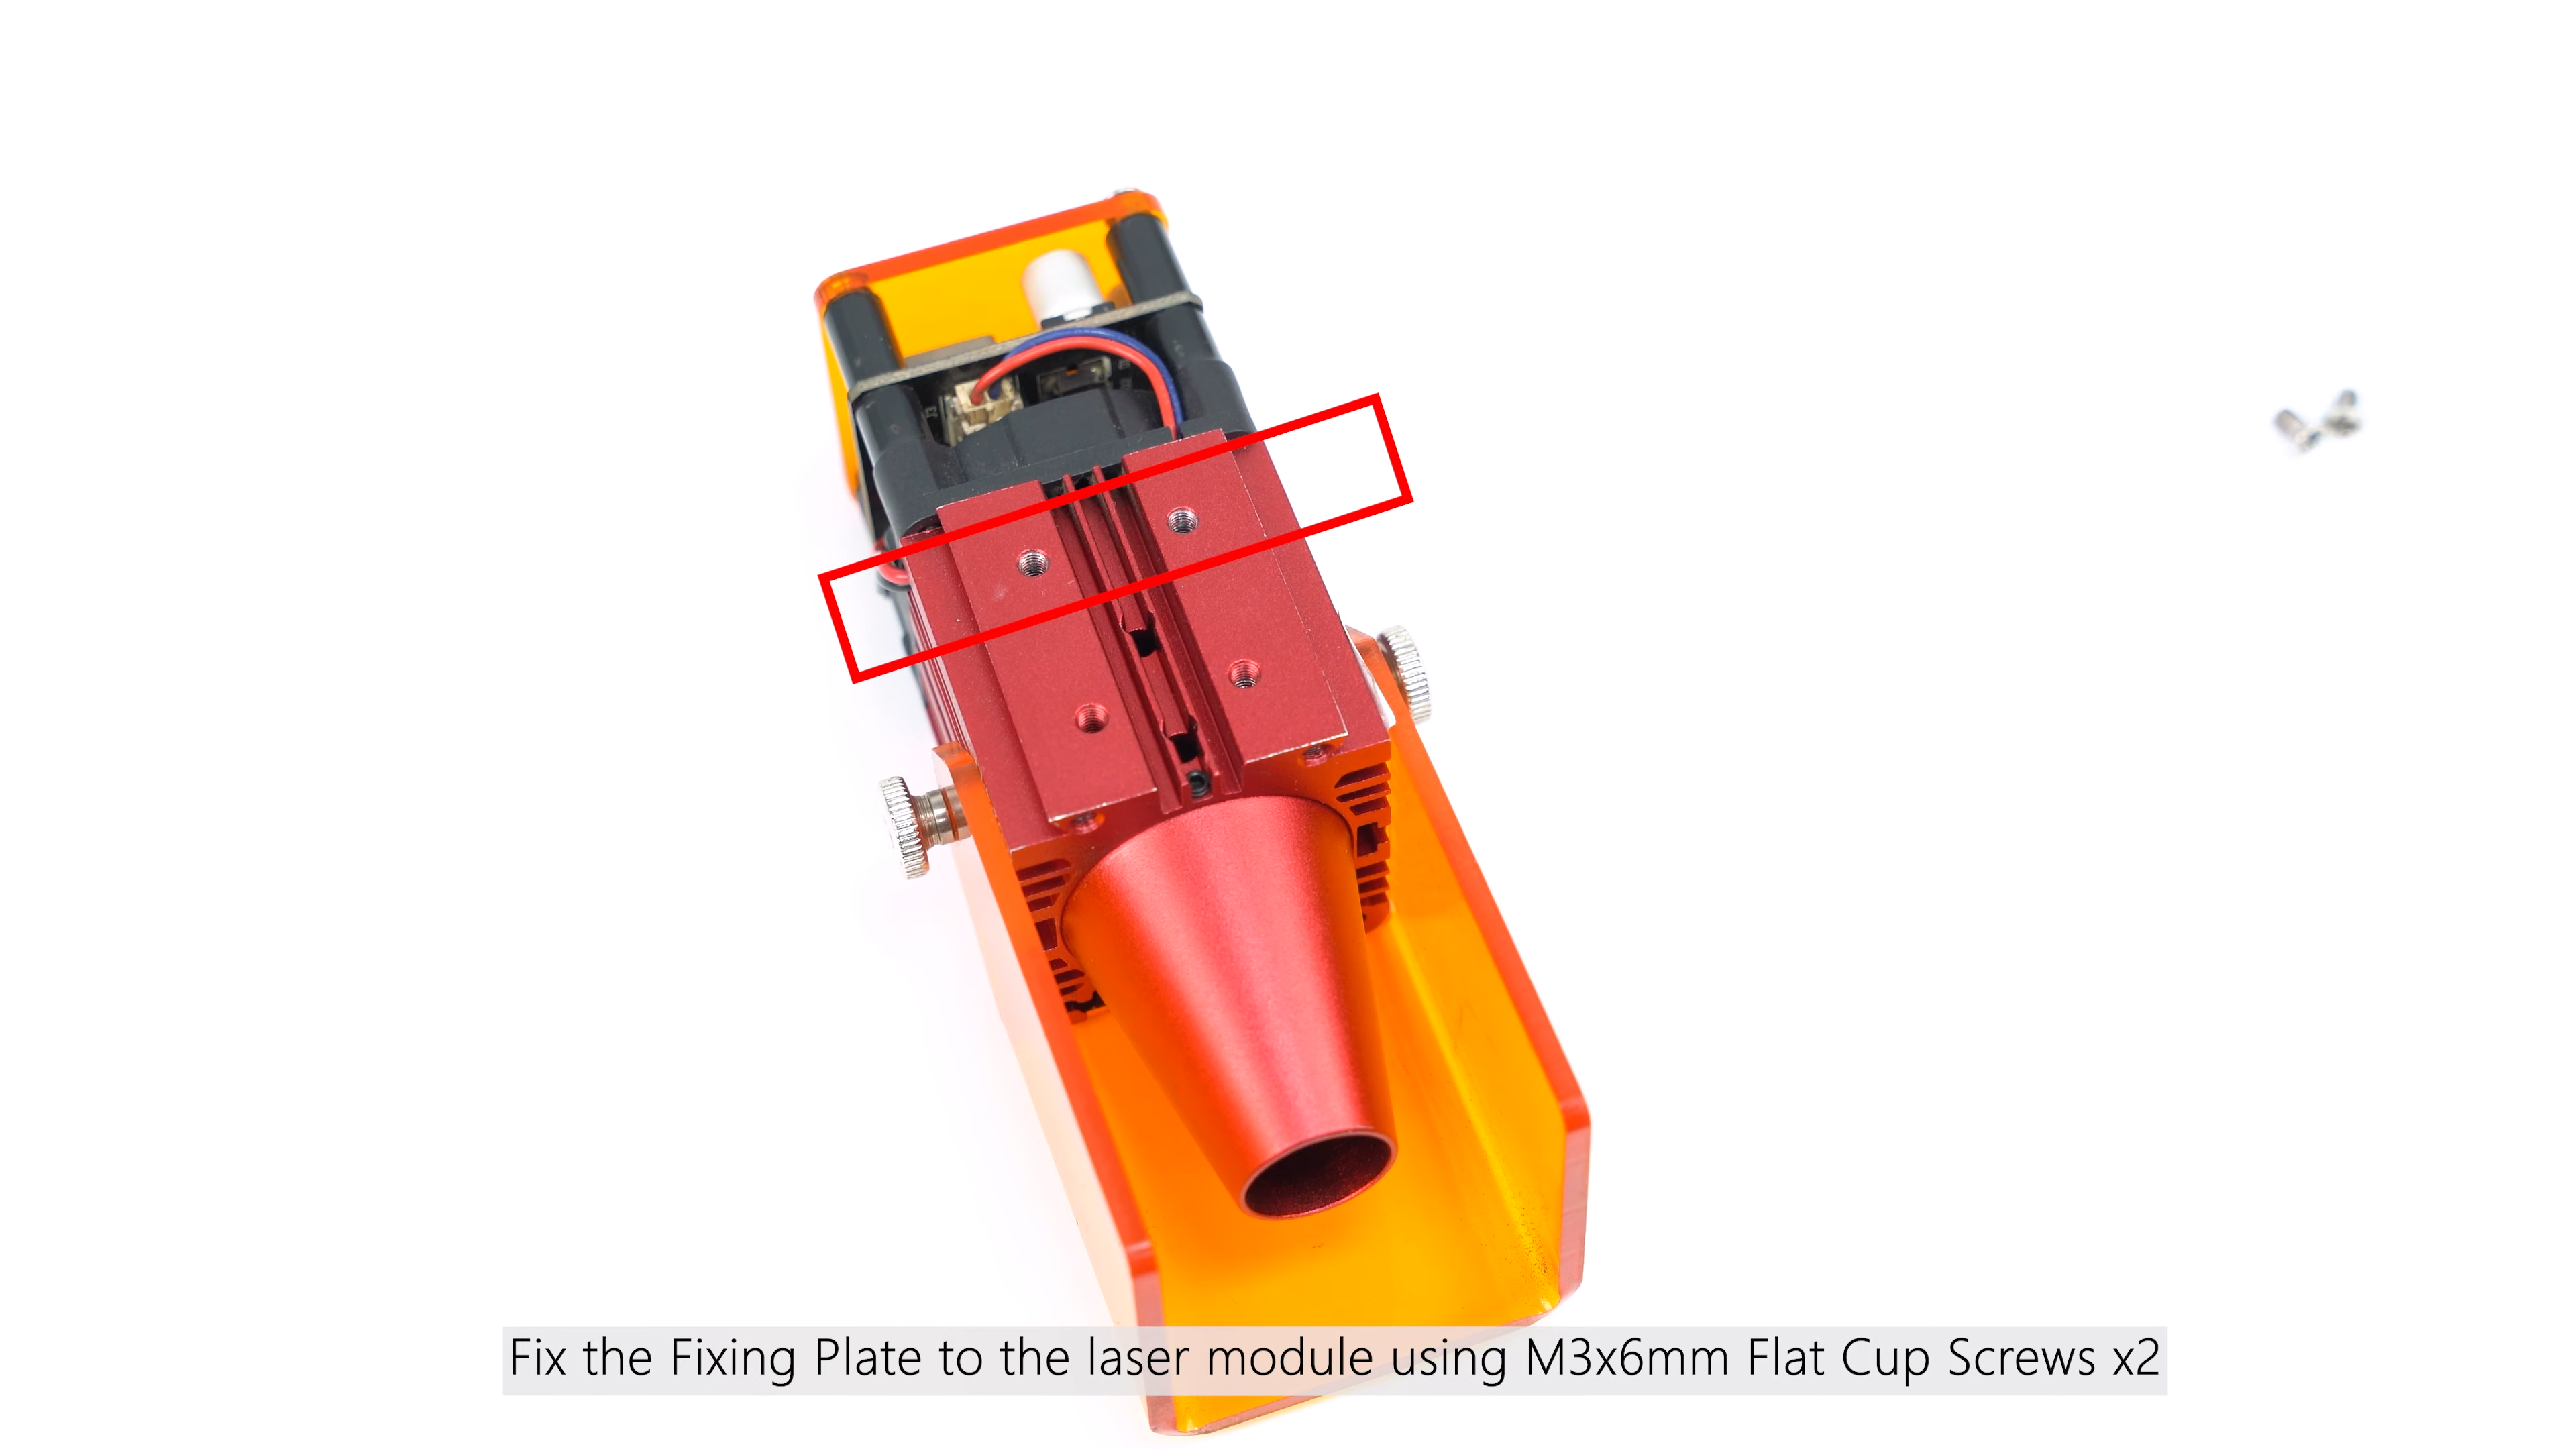 Fix the Fixing Plate to the laser module using M3x6mm Flat Cup Screws x2